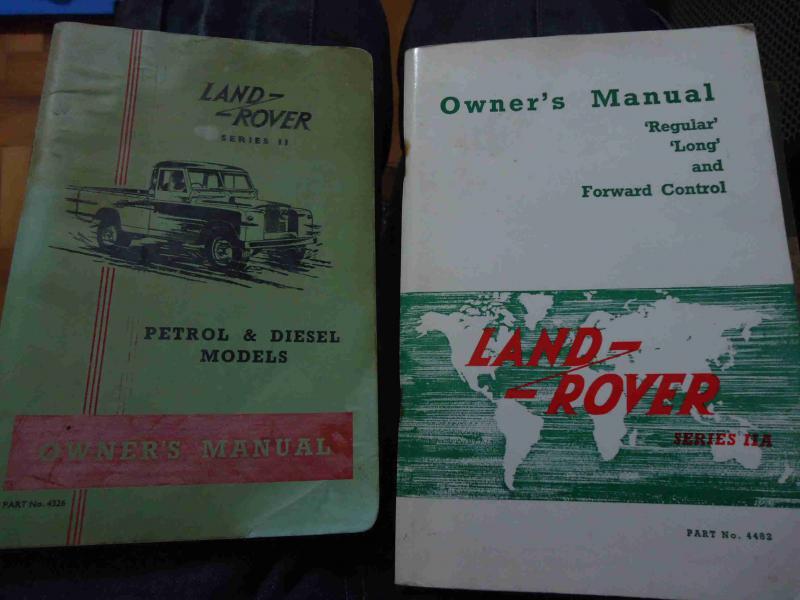 LAND
ROVER
SERIES II
PETROL & DIESEL
MODELS
OWNER'S MANUAL
PART No. 4326
Owner's Manual
'Regular'
'Long'
and
Forward Control
LAND
ROVER
SERIES IIA
PART No. 4482